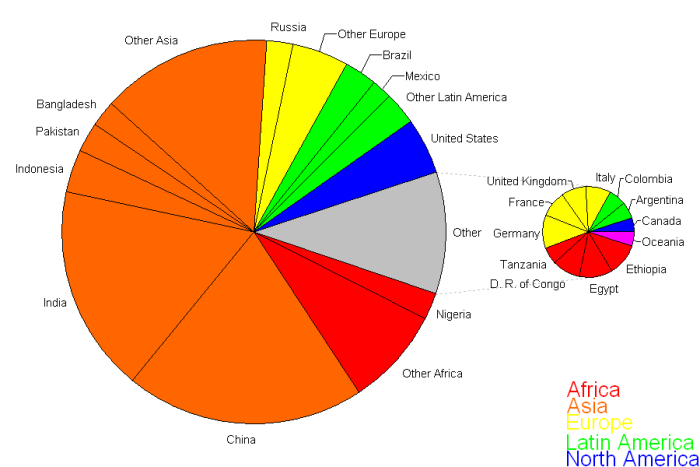 Russia
Other Europe
Other Asia
Brazil
Mexico
Other Latin America
Bangladesh
Pakistan
United States
Indonesia
United Kingdom
Italy
Colombia
France
Argentina
Canada
Other
Germany
Oceania
Tanzania
Ethiopia
D. R. of Congo
Egypt
India
Nigeria
Other Africa
China
Africa
Asia
Europe
Latin America
North America